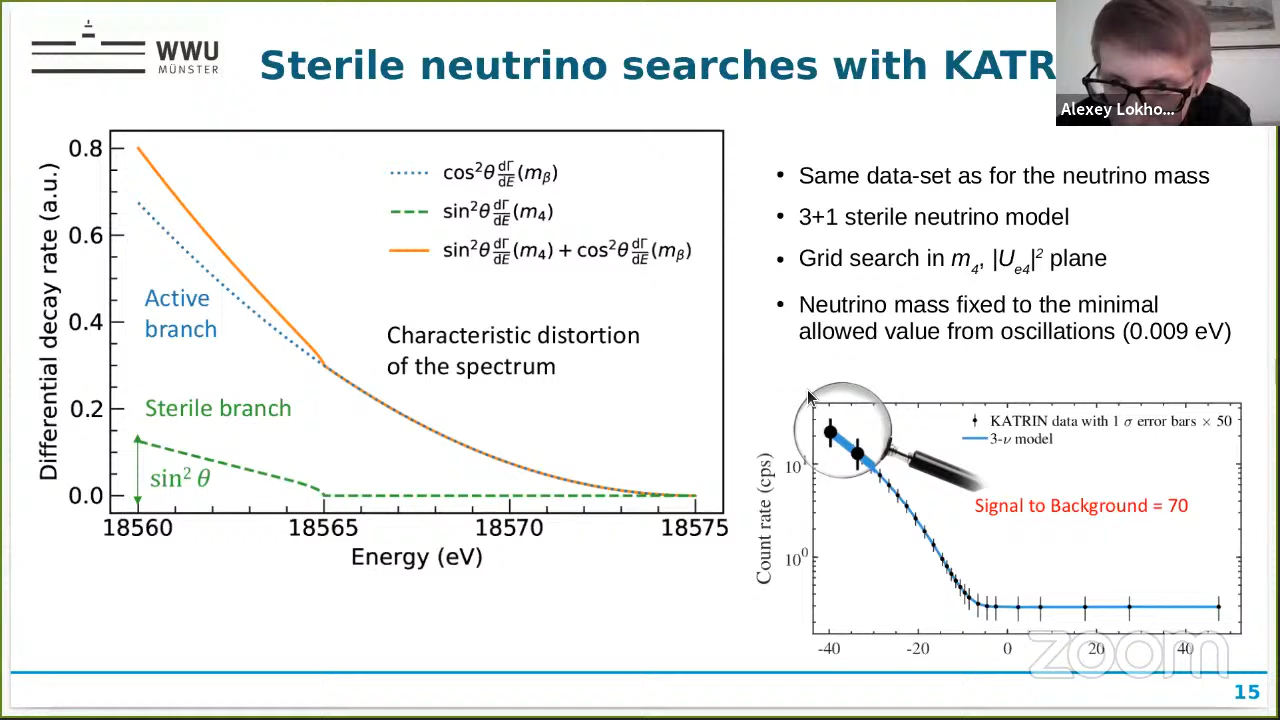 WWU
MÜNSTER
Sterile neutrino searches with KATR
Alexey Lokho...
Differential decay rate (a.u.)
0.8
0.6
0.4
0.2
0.0
18560
18565
18570
18575
Energy (eV)
cos²θ dΓ/dE (m_β)
sin²θ dΓ/dE (m_4)
sin²θ dΓ/dE (m_4) + cos²θ dΓ/dE (m_β)
Active
branch
Characteristic distortion
of the spectrum
Sterile branch
sin² θ
• Same data-set as for the neutrino mass
• 3+1 sterile neutrino model
• Grid search in m_4, |U_e4|² plane
• Neutrino mass fixed to the minimal
allowed value from oscillations (0.009 eV)
KATRIN data with 1 σ error bars × 50
3-ν model
Signal to Background = 70
Count rate (cps)
10¹
10⁰
-40
-20
0
20
40
zoom
15